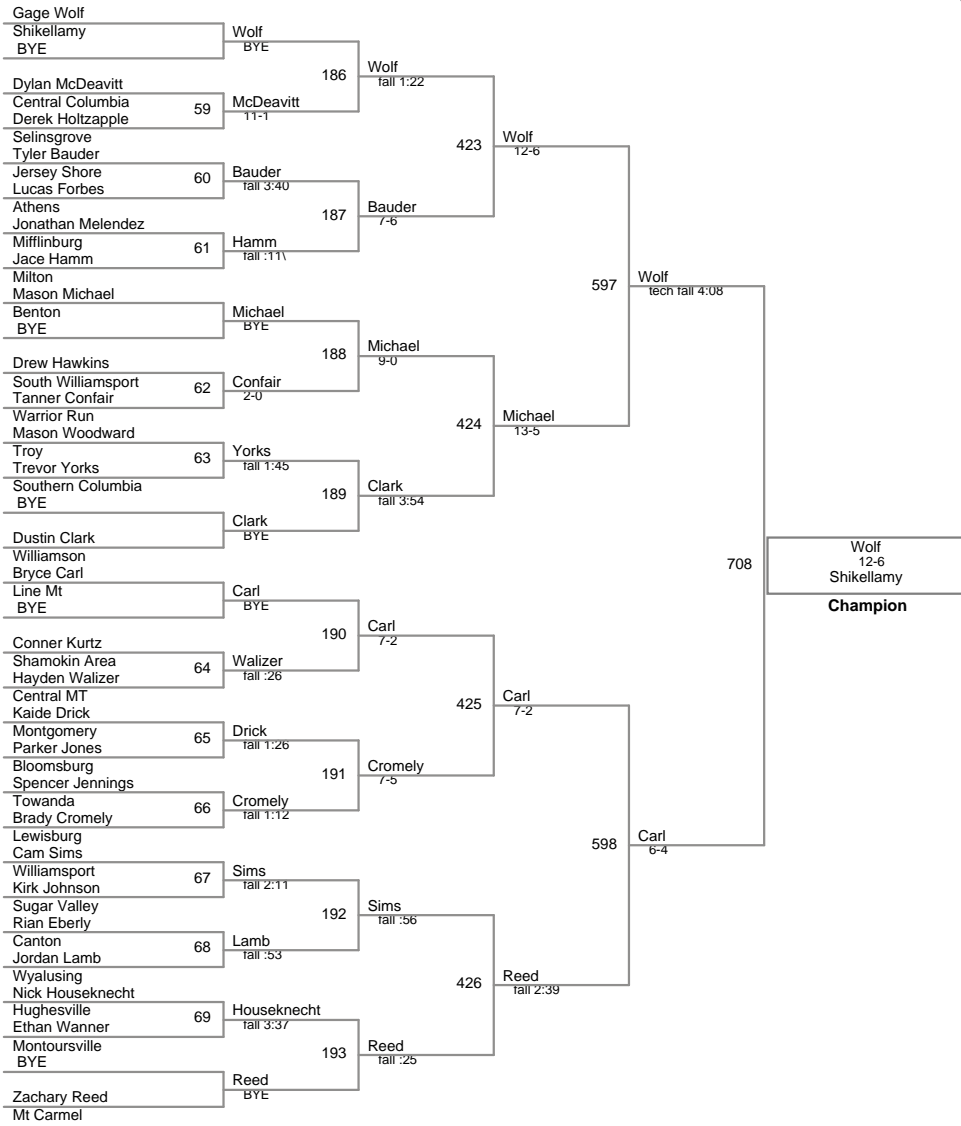 Gage Wolf
Shikellamy
BYE
Dylan McDeavitt
Central Columbia
Derek Holtzapple
Selinsgrove
Tyler Bauder
Jersey Shore
Lucas Forbes
Athens
Jonathan Melendez
Mifflinburg
Jace Hamm
Milton
Mason Michael
Benton
BYE
Drew Hawkins
South Williamsport
Tanner Confair
Warrior Run
Mason Woodward
Troy
Trevor Yorks
Southern Columbia
BYE
Dustin Clark
Williamson
Bryce Carl
Line Mt
BYE
Conner Kurtz
Shamokin Area
Hayden Walizer
Central MT
Kaide Drick
Montgomery
Parker Jones
Bloomsburg
Spencer Jennings
Towanda
Brady Cromely
Lewisburg
Cam Sims
Williamsport
Kirk Johnson
Sugar Valley
Rian Eberly
Canton
Jordan Lamb
Wyalusing
Nick Houseknecht
Hughesville
Ethan Wanner
Montoursville
BYE
Zachary Reed
Mt Carmel
59
60
61
62
63
64
65
66
67
68
69
Wolf
BYE
McDeavitt
11-1
Bauder
fall 3:40
Hamm
fall :11\
Michael
BYE
Confair
2-0
Yorks
fall 1:45
Clark
BYE
Carl
BYE
Walizer
fall :26
Drick
fall 1:26
Cromely
fall 1:12
Sims
fall 2:11
Lamb
fall :53
Houseknecht
fall 3:37
Reed
BYE
186
187
188
189
190
191
192
193
Wolf
fall 1:22
Bauder
7-6
Michael
9-0
Clark
fall 3:54
Carl
7-2
Cromely
7-5
Sims
fall :56
Reed
fall :25
423
424
425
426
Wolf
12-6
Michael
13-5
Carl
7-2
Reed
fall 2:39
597
598
Wolf
tech fall 4:08
Carl
6-4
708
Wolf
12-6
Shikellamy
Champion